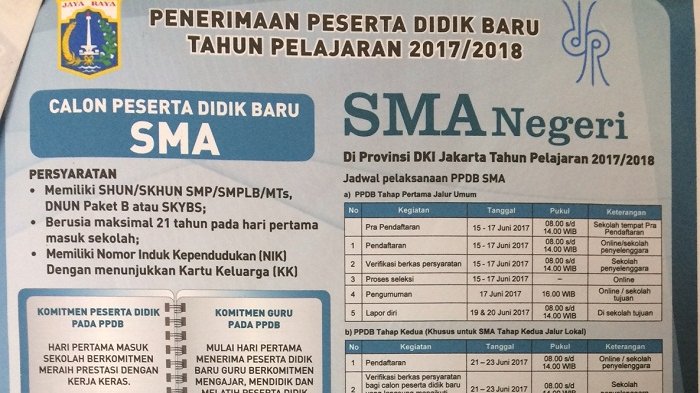 JAYA RAYA
PENERIMAAN PESERTA DIDIK BARU
TAHUN PELAJARAN 2017/2018
CALON PESERTA DIDIK BARU
SMA
PERSYARATAN
• Memiliki SHUN/SKHUN SMP/SMPLB/MTs,
DNUN Paket B atau SKYBS;
• Berusia maksimal 21 tahun pada hari pertama
masuk sekolah;
• Memiliki Nomor Induk Kependudukan (NIK)
Dengan menunjukkan Kartu Keluarga (KK)
KOMITMEN PESERTA DIDIK
PADA PPDB
HARI PERTAMA MASUK
SEKOLAH BERKOMITMEN
MERAIH PRESTASI DENGAN
KERJA KERAS.
KOMITMEN GURU
PADA PPDB
MULAI HARI PERTAMA
MENERIMA PESERTA DIDIK
BARU GURU BERKOMITMEN
MENGAJAR, MENDIDIK DAN
MELATIH PESERTA DIDIK
SMA Negeri
Di Provinsi DKI Jakarta Tahun Pelajaran 2017/2018
Jadwal pelaksanaan PPDB SMA
a) PPDB Tahap Pertama Jalur Umum
No Kegiatan Tanggal Pukul Keterangan
Pra Pendaftaran 15 - 17 Juni 2017 08.00 s/d 14.00 WIB Sekolah tempat Pra Pendaftaran
1 Pendaftaran 15 - 17 Juni 2017 08.00 s/d 14.00 WIB Online/sekolah penyelenggara
2 Verifikasi berkas persyaratan 15 - 17 Juni 2017 08.00 s/d 14.00 WIB Sekolah penyelenggara
3 Proses seleksi 15 - 17 Juni 2017 – Online
4 Pengumuman 17 Juni 2017 16.00 WIB Online / sekolah tujuan
5 Lapor diri 19 & 20 Juni 2017 08.00 s/d 14.00 WIB Di sekolah tujuan
b) PPDB Tahap Kedua (Khusus untuk SMA Tahap Kedua Jalur Lokal)
No Kegiatan Tanggal Pukul Keterangan
1 Pendaftaran 21 – 23 Juni 2017 08.00 s/d 14.00 WIB Online / sekolah penyelenggara
2 Verifikasi berkas persyaratan bagi calon peserta didik baru 21 – 23 Juni 2017 08.00 s/d 14.00 WIB Sekolah penyelenggara